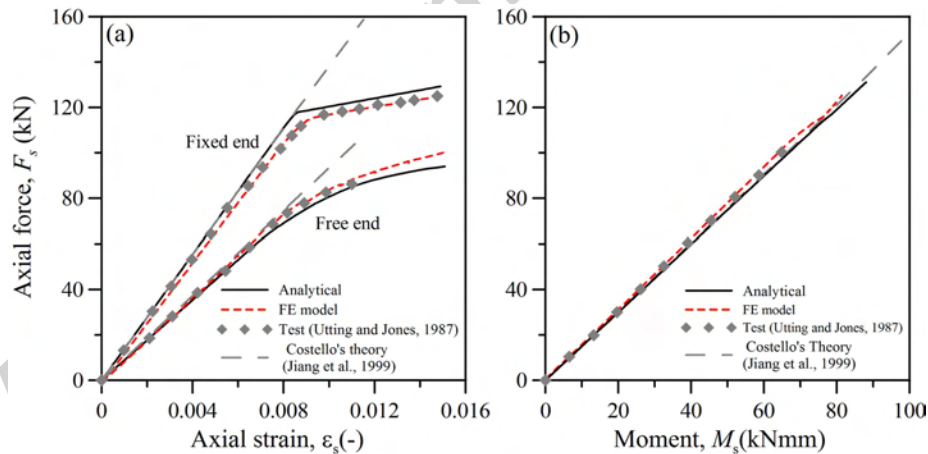 160
120
80
40
0
Axial force, F_s (kN)
(a)
Fixed end
Free end
Analytical
FE model
Test (Utting and Jones, 1987)
Costello's theory
(Jiang et al., 1999)
0 0.004 0.008 0.012 0.016
Axial strain, ε_s(-)
160
120
80
40
0
(b)
Analytical
FE model
Test (Utting and Jones, 1987)
Costello's Theory
(Jiang et al., 1999)
0 20 40 60 80 100
Moment, M_s(kNmm)